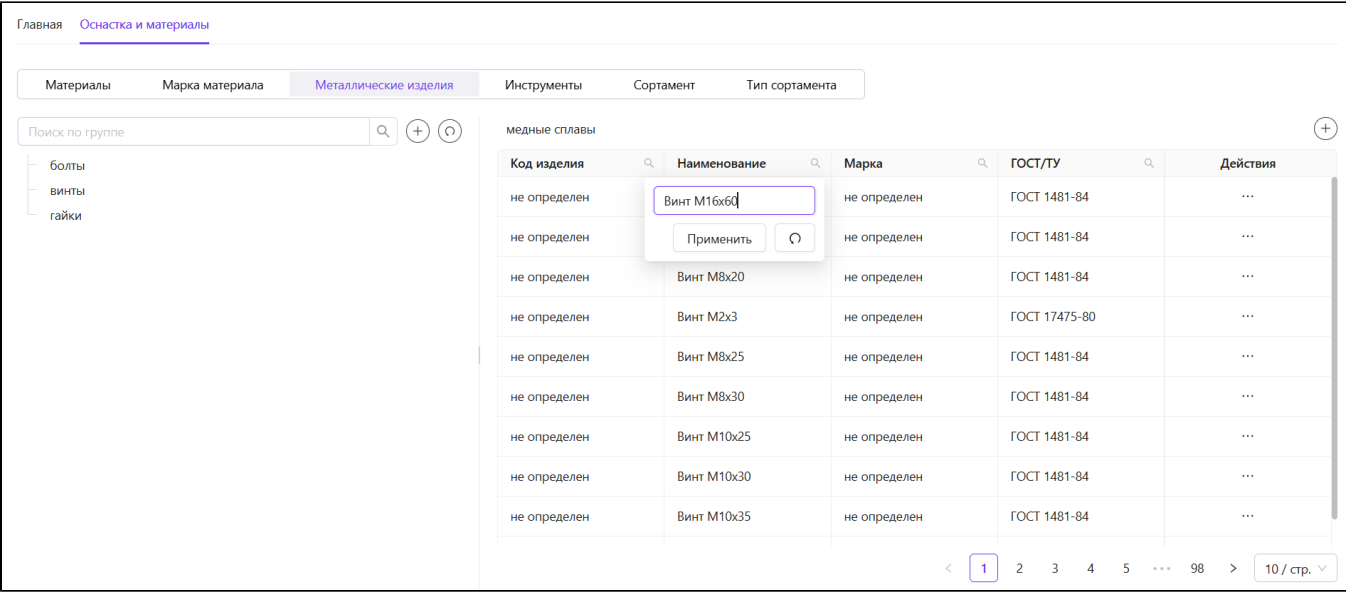 Главная Оснастка и материалы
Материалы Марка материала Металлические изделия Инструменты Сортамент Тип сортамента
Поиск по группе
болты
винты
гайки
медные сплавы
Код изделия Наименование Марка ГОСТ/ТУ Действия
не определен не определен ГОСТ 1481-84 ...
Винт М16х60
не определен не определен ГОСТ 1481-84 ...
Применить
не определен Винт М8х20 не определен ГОСТ 1481-84 ...
не определен Винт М2х3 не определен ГОСТ 17475-80 ...
не определен Винт М8х25 не определен ГОСТ 1481-84 ...
не определен Винт М8х30 не определен ГОСТ 1481-84 ...
не определен Винт М10х25 не определен ГОСТ 1481-84 ...
не определен Винт М10х30 не определен ГОСТ 1481-84 ...
не определен Винт М10х35 не определен ГОСТ 1481-84 ...
< 1 2 3 4 5 ••• 98 > 10 / стр.